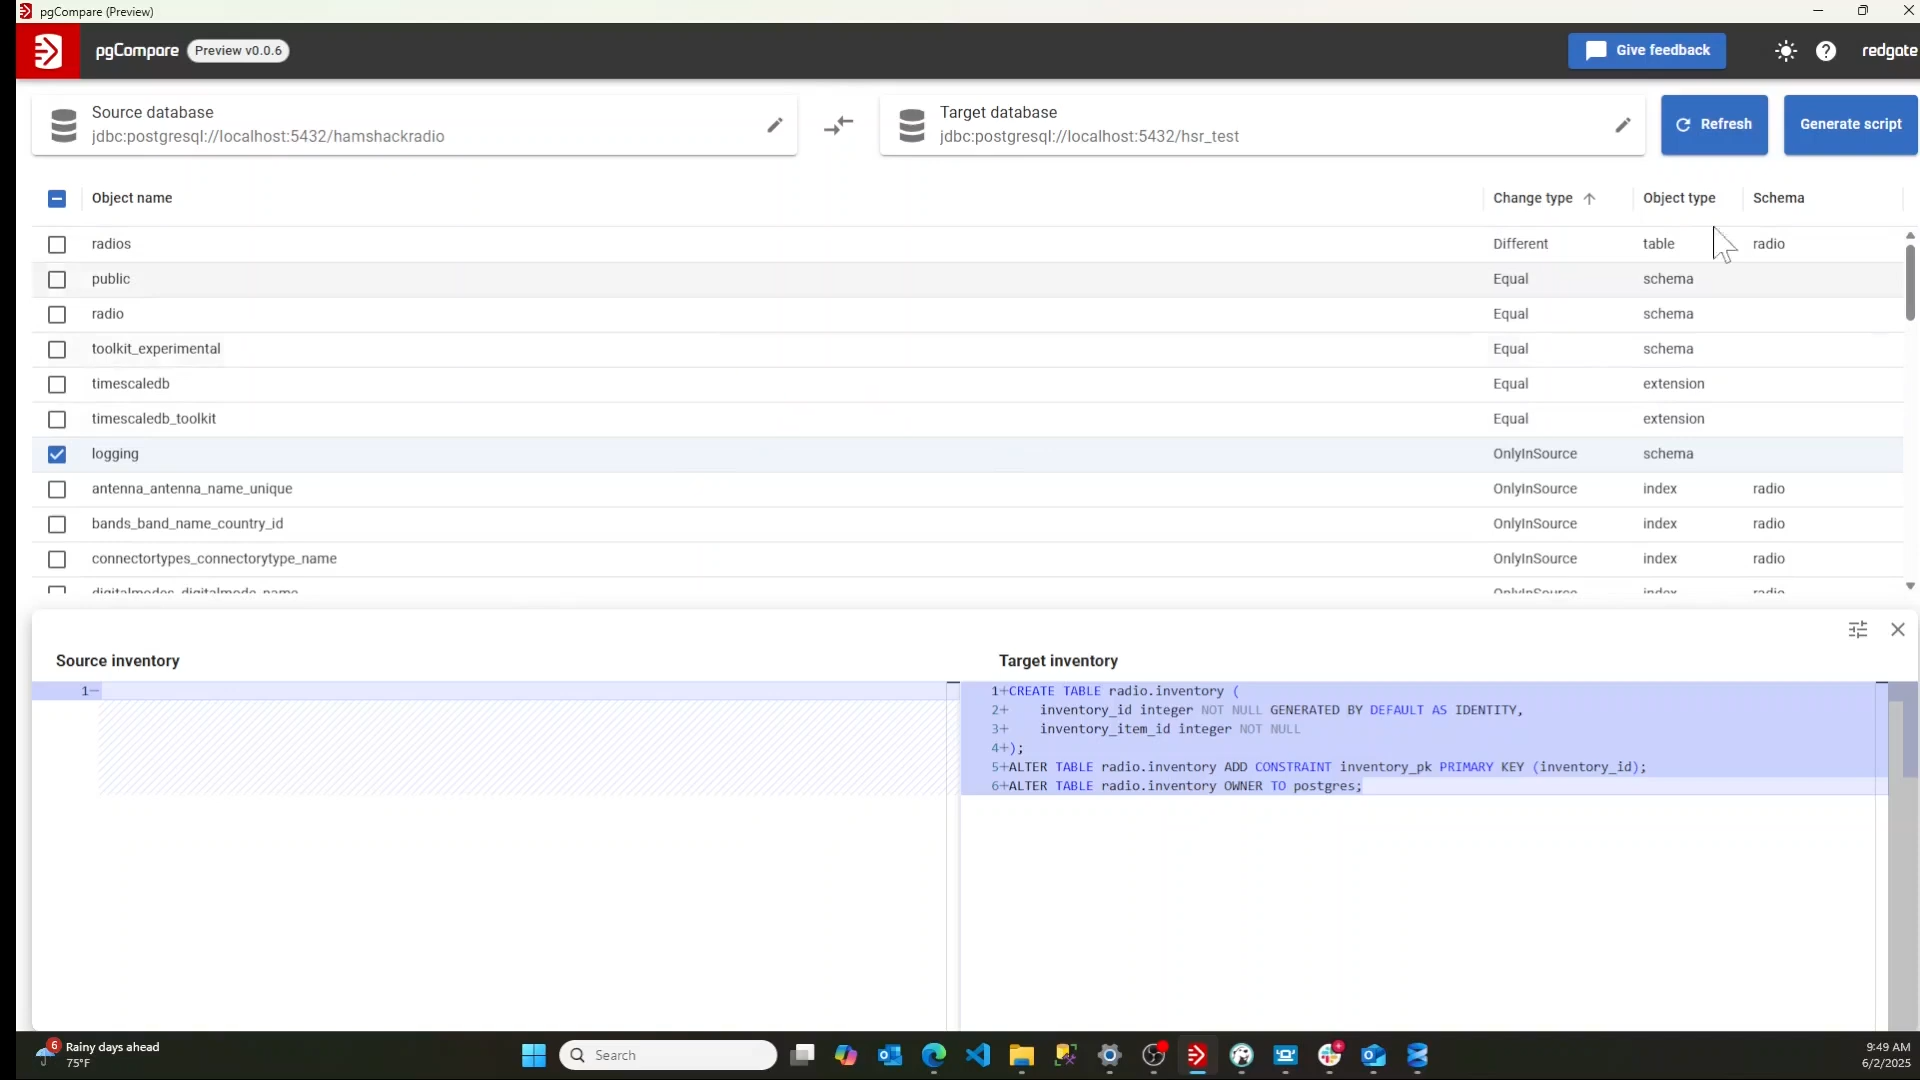 pgCompare (Preview)
pgCompare Preview v0.0.6
Give feedback
redgate
Source database
jdbc:postgresql://localhost:5432/hamshackradio
Target database
jdbc:postgresql://localhost:5432/hsr_test
Refresh
Generate script
Object name Change type Object type Schema
radios Different table radio
public Equal schema
radio Equal schema
toolkit_experimental Equal schema
timescaledb Equal extension
timescaledb_toolkit Equal extension
logging OnlyInSource schema
antenna_antenna_name_unique OnlyInSource index radio
bands_band_name_country_id OnlyInSource index radio
connectortypes_connectorytype_name OnlyInSource index radio
digitalmodes_digitalmode_name OnlyInSource index radio
Source inventory
1−
Target inventory
1+CREATE TABLE radio.inventory (
2+ inventory_id integer NOT NULL GENERATED BY DEFAULT AS IDENTITY,
3+ inventory_item_id integer NOT NULL
4+);
5+ALTER TABLE radio.inventory ADD CONSTRAINT inventory_pk PRIMARY KEY (inventory_id);
6+ALTER TABLE radio.inventory OWNER TO postgres;
6
Rainy days ahead
75°F
Search
9:49 AM
6/2/2025